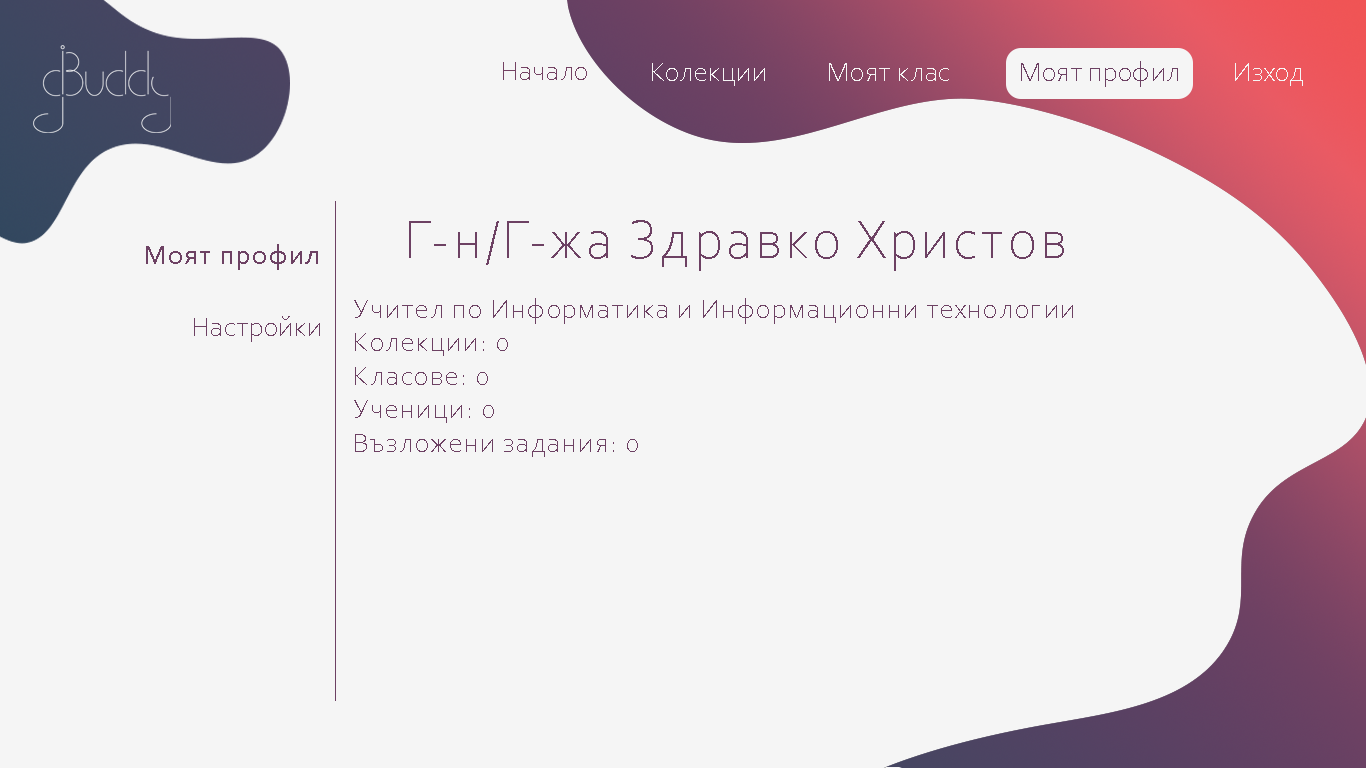 jBuddy
Начало Колекции Моят клас Моят профил Изход
Моят профил
Настройки
Г-н/Г-жа Здравко Христов
Учител по Информатика и Информационни технологии
Колекции: 0
Класове: 0
Ученици: 0
Възложени задания: 0